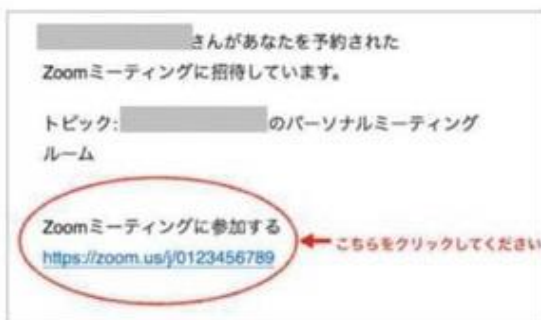 さんがあなたを予約された
Zoomミーティングに招待しています。
トピック: のパーソナルミーティング
ルーム
Zoomミーティングに参加する
https://zoom.us/j/0123456789
こちらをクリックしてください